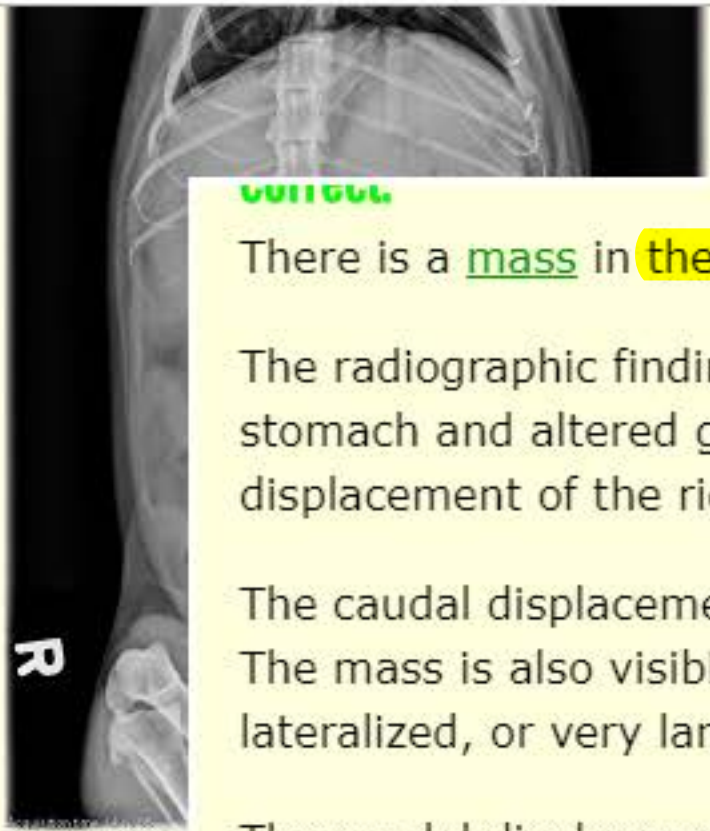 correct.
There is a mass in the
The radiographic findin
stomach and altered g
displacement of the ri
The caudal displaceme
The mass is also visibl
lateralized, or very lar
R